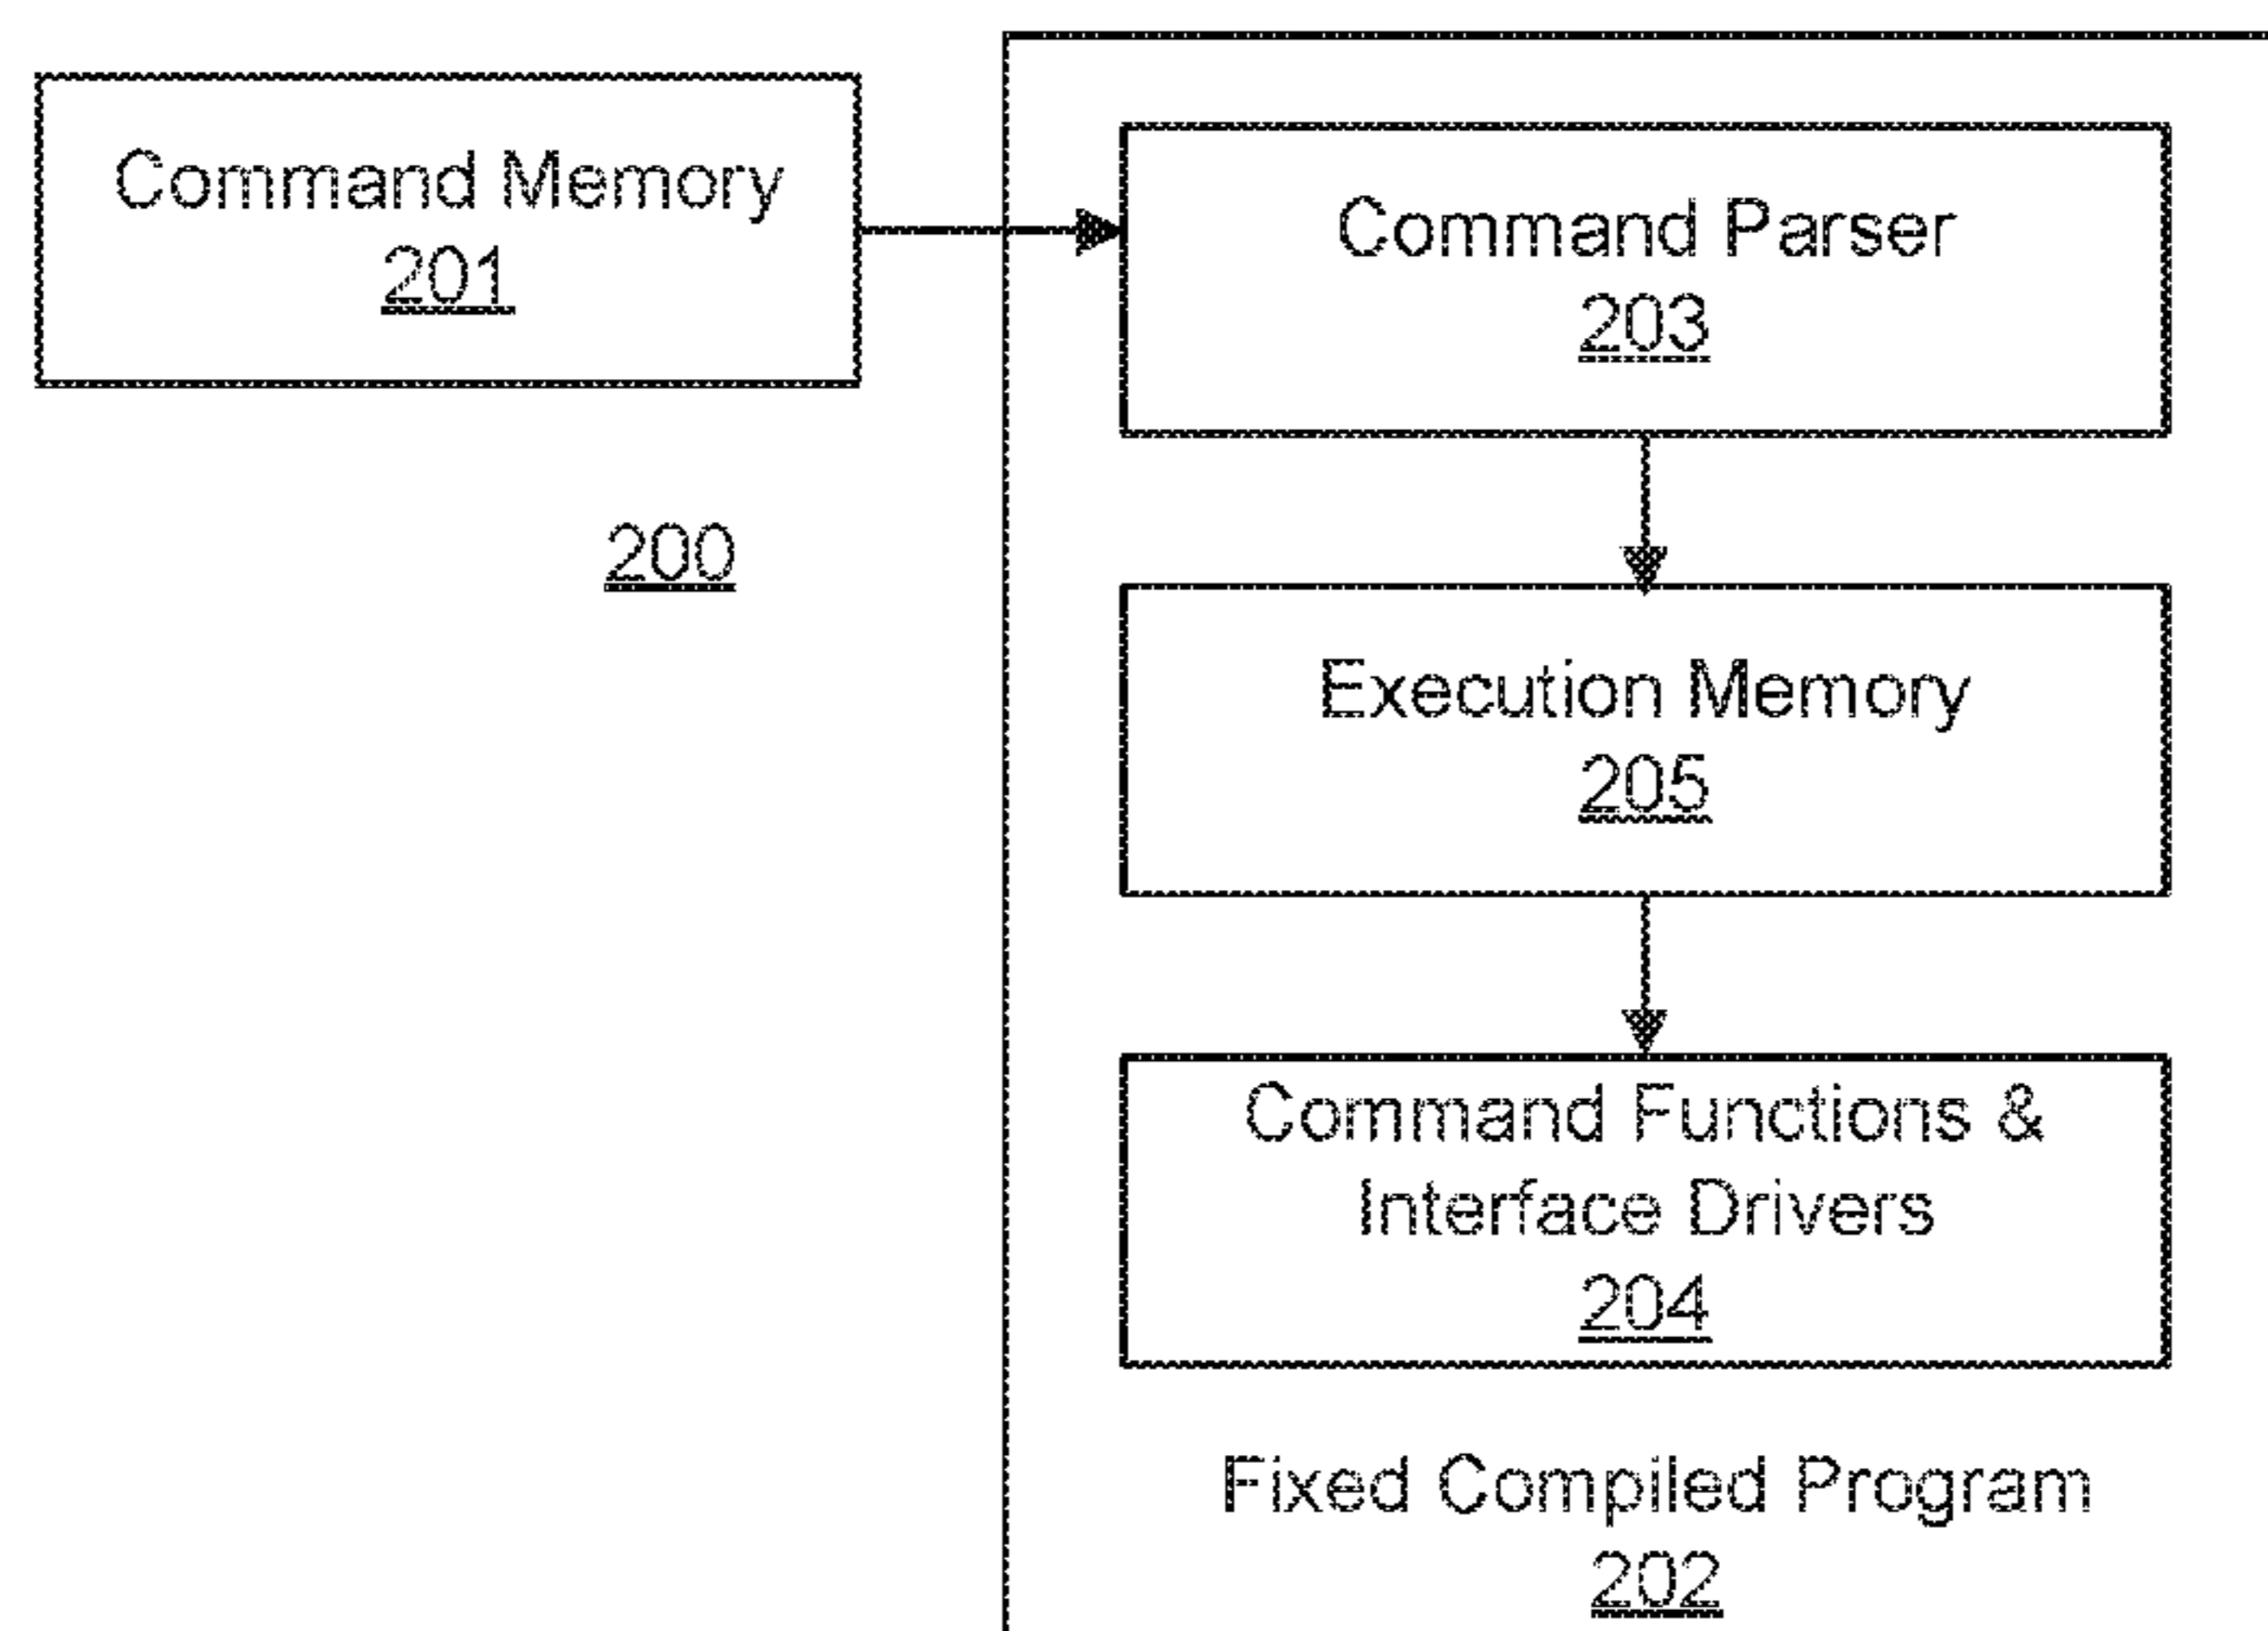 Command Memory
201
Command Parser
203
200
Execution Memory
205
Command Functions &
Interface Drivers
204
Fixed Compiled Program
202